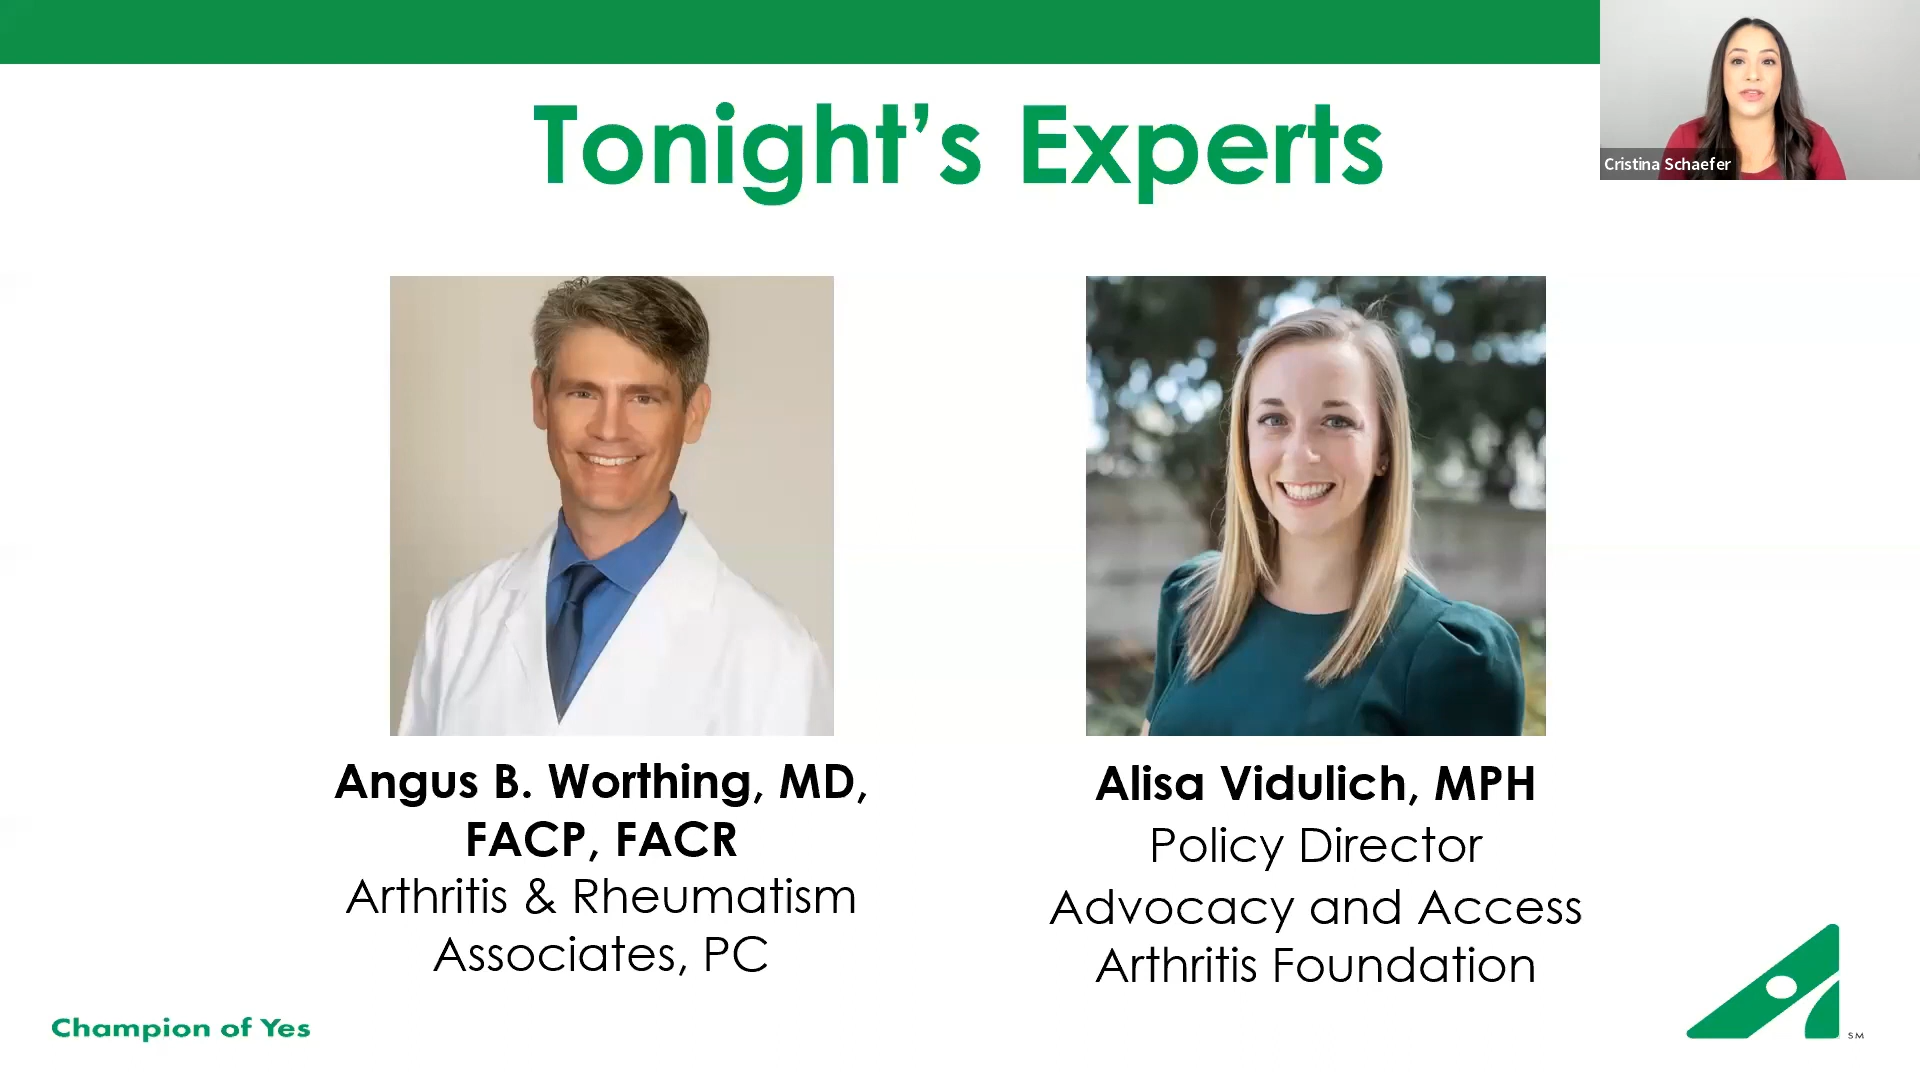 Tonight’s Experts
Cristina Schaefer
Angus B. Worthing, MD,
FACP, FACR
Arthritis & Rheumatism
Associates, PC
Alisa Vidulich, MPH
Policy Director
Advocacy and Access
Arthritis Foundation
Champion of Yes
SM